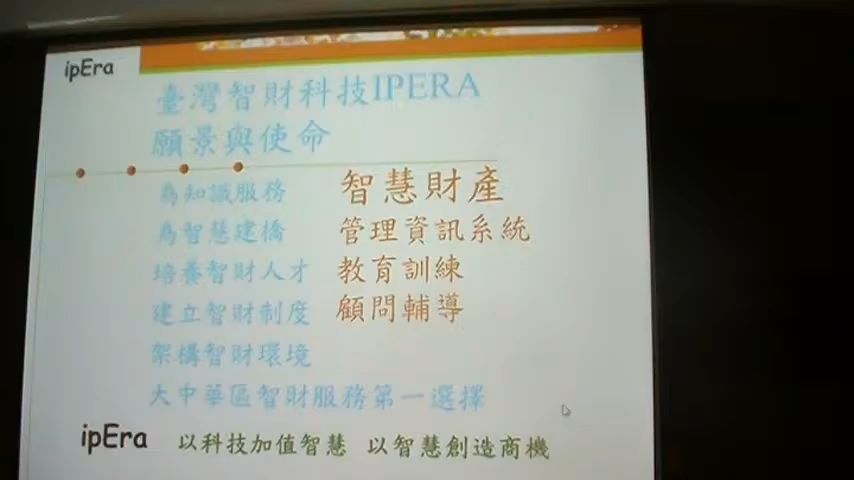 ipEra
臺灣智財科技IPERA
願景與使命
為知識服務
為智慧建橋
培養智財人才
建立智財制度
架構智財環境
大中華區智財服務第一選擇
智慧財產
管理資訊系統
教育訓練
顧問輔導
ipEra 以科技加值智慧 以智慧創造商機